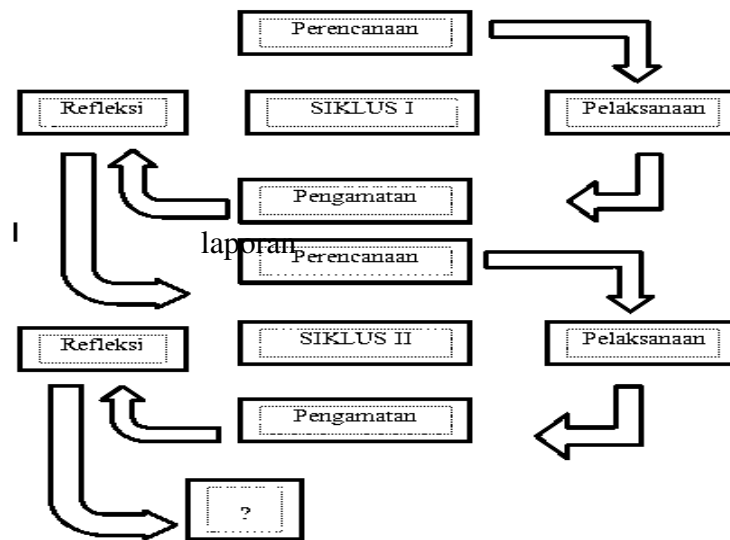 Perencanaan
Refleksi
SIKLUS I
Pelaksanaan
Pengamatan
laporan
Perencanaan
Refleksi
SIKLUS II
Pelaksanaan
Pengamatan
?